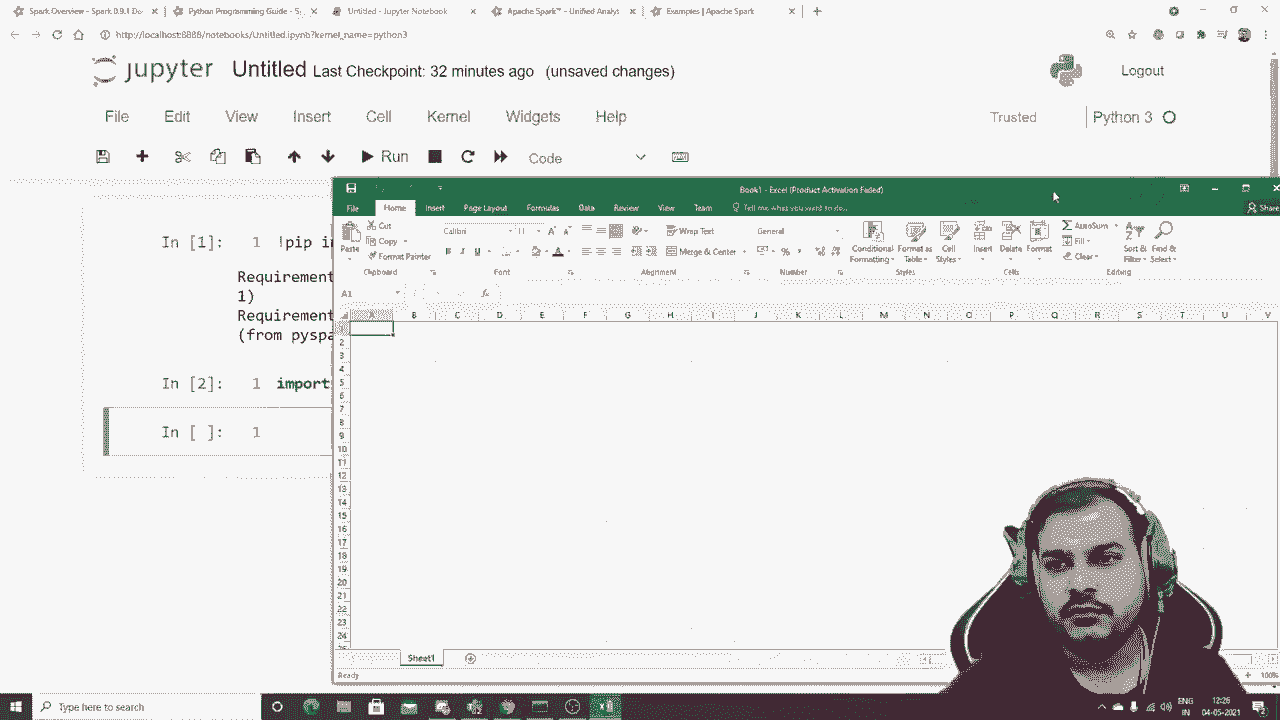 Spark Overview - Spark 0.9.1 Do
Python Programming Guide - S
Untitled - Jupyter Notebook
Apache Spark™ - Unified Analyt
Examples | Apache Spark
http://localhost:8888/notebooks/Untitled.ipynb?kernel_name=python3
jupyter Untitled Last Checkpoint: 32 minutes ago (unsaved changes)
Logout
File Edit View Insert Cell Kernel Widgets Help
Trusted Python 3
Run Code
Book1 - Excel (Product Activation Failed)
File Home Insert Page Layout Formulas Data Review View Team Tell me what you want to do... Share
In [1]: 1 !pip in
Requirement
1)
Requirement
(from pyspa
In [2]: 1 import
In [ ]: 1
Paste Cut
Copy
Format Painter
Clipboard
Calibri 11
B I U
Font
Wrap Text
Merge & Center
Alignment
General
%
Number
Conditional Formatting
Format as Table
Cell Styles
Styles
Insert Delete Format
Cells
AutoSum
Fill
Clear
Sort & Filter
Find & Select
Editing
A1 fx
A B C D E F G H I J K L M N O P Q R S T U V
2
3
4
5
6
7
8
9
10
11
12
13
14
15
16
17
18
19
20
21
22
23
24
Sheet1
Ready
100%
Type here to search
ENG
IN
12:26
04-05-2021